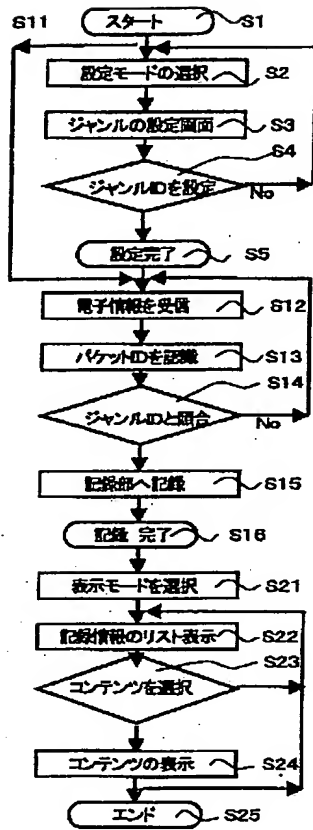 S11
スタート S1
設定モードの選択 S2
ジャンルの設定画面 S3
S4
ジャンルIDを設定
No
設定完了 S5
電子情報を受信 S12
パケットIDを認識 S13
S14
ジャンルIDと照合
No
記録部へ記録 S15
記録 完了 S16
表示モードを選択 S21
記録情報のリスト表示 S22
S23
コンテンツを選択
コンテンツの表示 S24
エンド S25